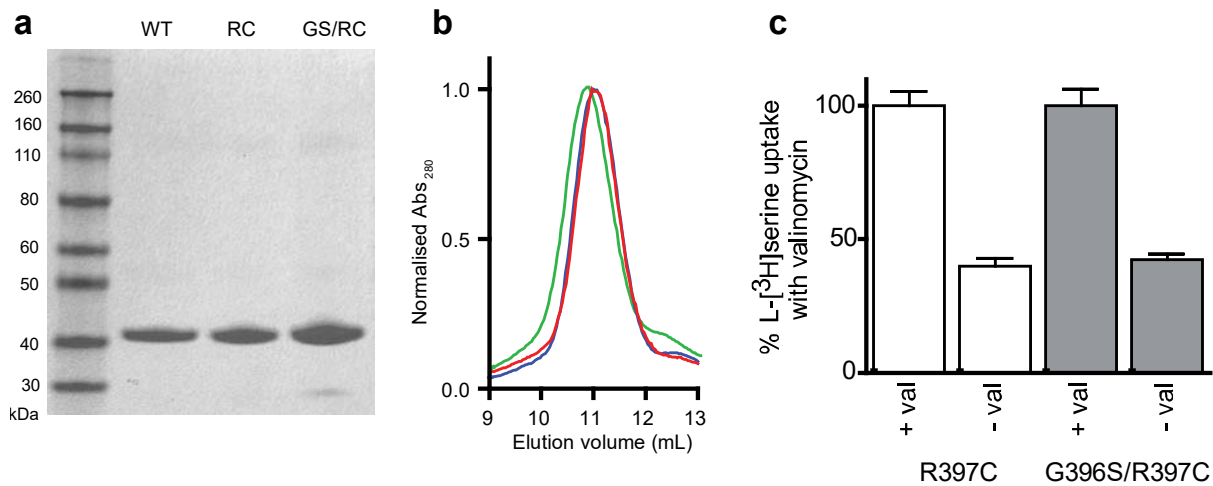 a
WT RC GS/RC
260
160
110
80
60
50
40
30
kDa
b
1.0
0.5
0.0
9 10 11 12 13
Normalised Abs280
Elution volume (mL)
c
100
50
0
% L-[3H]serine uptake
with valinomycin
+ val - val + val - val
R397C G396S/R397C